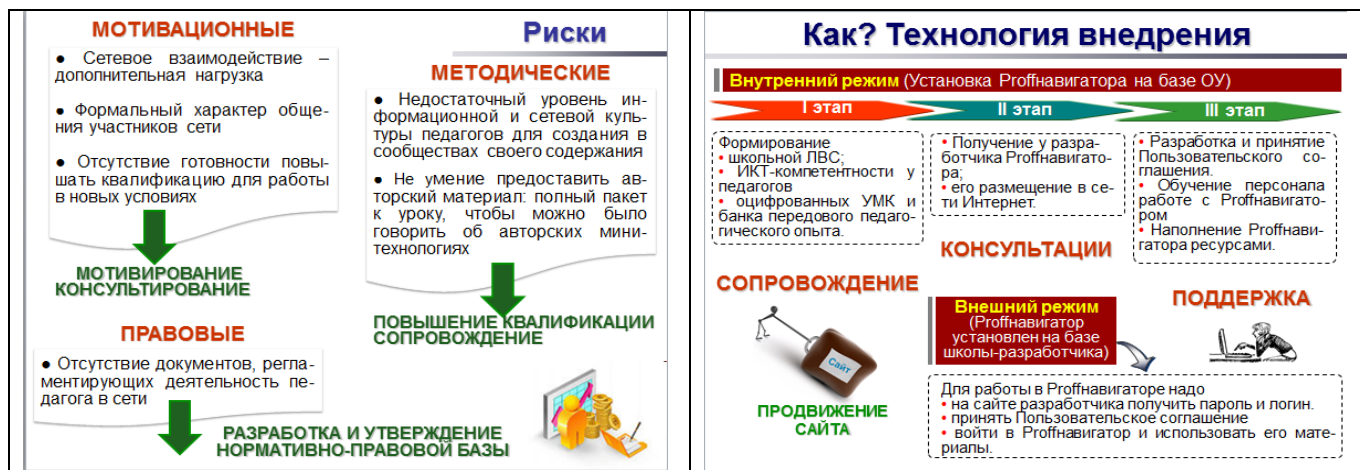 Риски
МОТИВАЦИОННЫЕ
● Сетевое взаимодействие –
дополнительная нагрузка
● Формальный характер обще-
ния участников сети
● Отсутствие готовности повы-
шать квалификацию для работы
в новых условиях
МОТИВИРОВАНИЕ
КОНСУЛЬТИРОВАНИЕ
ПРАВОВЫЕ
● Отсутствие документов, регла-
ментирующих деятельность пе-
дагога в сети
РАЗРАБОТКА И УТВЕРЖДЕНИЕ
НОРМАТИВНО-ПРАВОВОЙ БАЗЫ
МЕТОДИЧЕСКИЕ
● Недостаточный уровень ин-
формационной и сетевой куль-
туры педагогов для создания в
сообществах своего содержания
● Не умение предоставить ав-
торский материал: полный пакет
к уроку, чтобы можно было
говорить об авторских мини-
технологиях
ПОВЫШЕНИЕ КВАЛИФИКАЦИИ
СОПРОВОЖДЕНИЕ
Как? Технология внедрения
Внутренний режим (Установка Proffнавигатора на базе ОУ)
I этап
II этап
III этап
Формирование
• школьной ЛВС;
• ИКТ-компетентности у
педагогов
• оцифрованных УМК и
банка передового педаго-
гического опыта.
• Получение у разра-
ботчика Proffнавигато-
ра;
• его размещение в се-
ти Интернет.
• Разработка и принятие
Пользовательского со-
глашения.
• Обучение персонала
работе с Proffнавигато-
ром
• Наполнение Proffнави-
гатора ресурсами.
КОНСУЛЬТАЦИИ
СОПРОВОЖДЕНИЕ
ПОДДЕРЖКА
Сайт
ПРОДВИЖЕНИЕ
САЙТА
Внешний режим
(Proffнавигатор
установлен на базе
школы-разработчика)
Для работы в Proffнавигаторе надо
• на сайте разработчика получить пароль и логин.
• принять Пользовательское соглашение
• войти в Proffнавигатор и использовать его мате-
риалы.